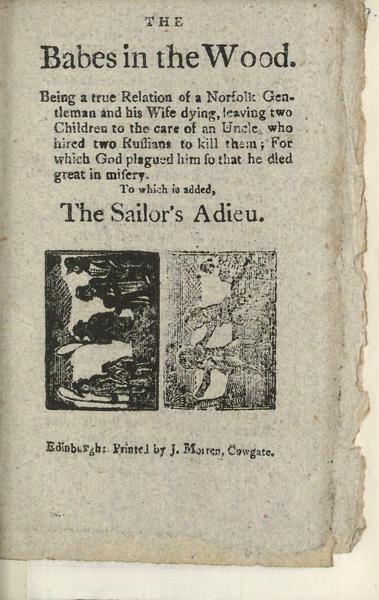 THE
Babes in the Wood.
Being a true Relation of a Norfolk Gen-
tleman and his Wife dying, leaving two
Children to the care of an Uncle, who
hired two Ruffians to kill them; For
which God plagued him ſo that he died
great in miſery.
To which is added,
The Sailor's Adieu.
Edinburgh: Printed by J. Morren, Cowgate.